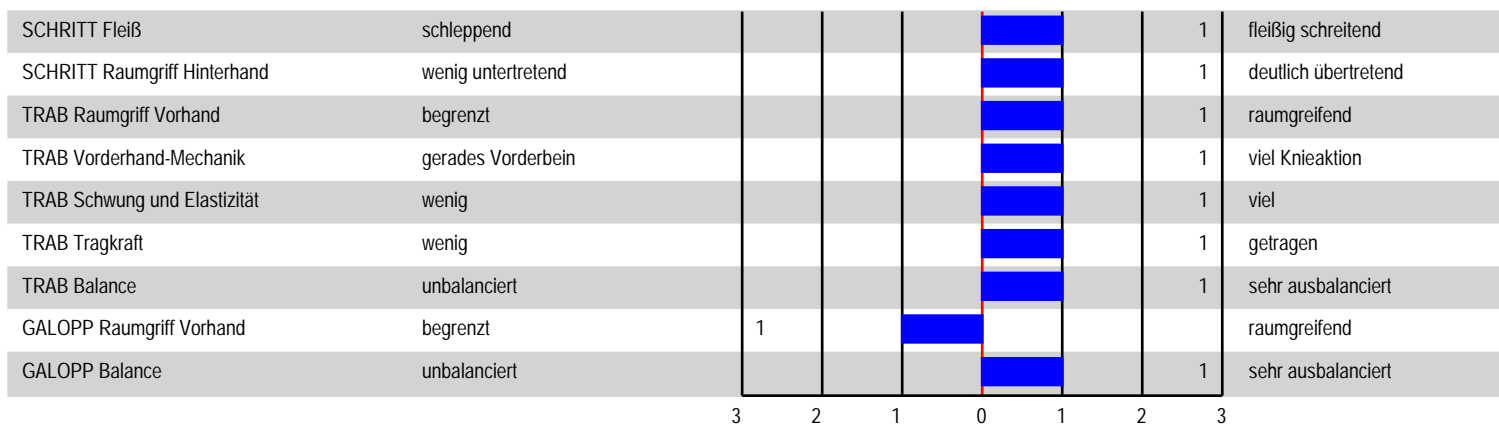 SCHRITT Fleiß schleppend 1 fleißig schreitend
SCHRITT Raumgriff Hinterhand wenig untertretend 1 deutlich übertretend
TRAB Raumgriff Vorhand begrenzt 1 raumgreifend
TRAB Vorderhand-Mechanik gerades Vorderbein 1 viel Knieaktion
TRAB Schwung und Elastizität wenig 1 viel
TRAB Tragkraft wenig 1 getragen
TRAB Balance unbalanciert 1 sehr ausbalanciert
GALOPP Raumgriff Vorhand begrenzt 1 raumgreifend
GALOPP Balance unbalanciert 1 sehr ausbalanciert
3 2 1 0 1 2 3